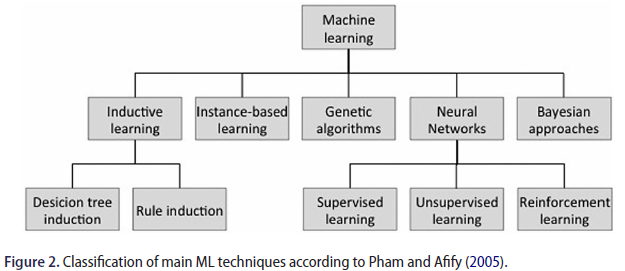 Machine
learning
Inductive
learning
Instance-based
learning
Genetic
algorithms
Neural
Networks
Bayesian
approaches
Desicion tree
induction
Rule induction
Supervised
learning
Unsupervised
learning
Reinforcement
learning
Figure 2. Classification of main ML techniques according to Pham and Afify (2005).